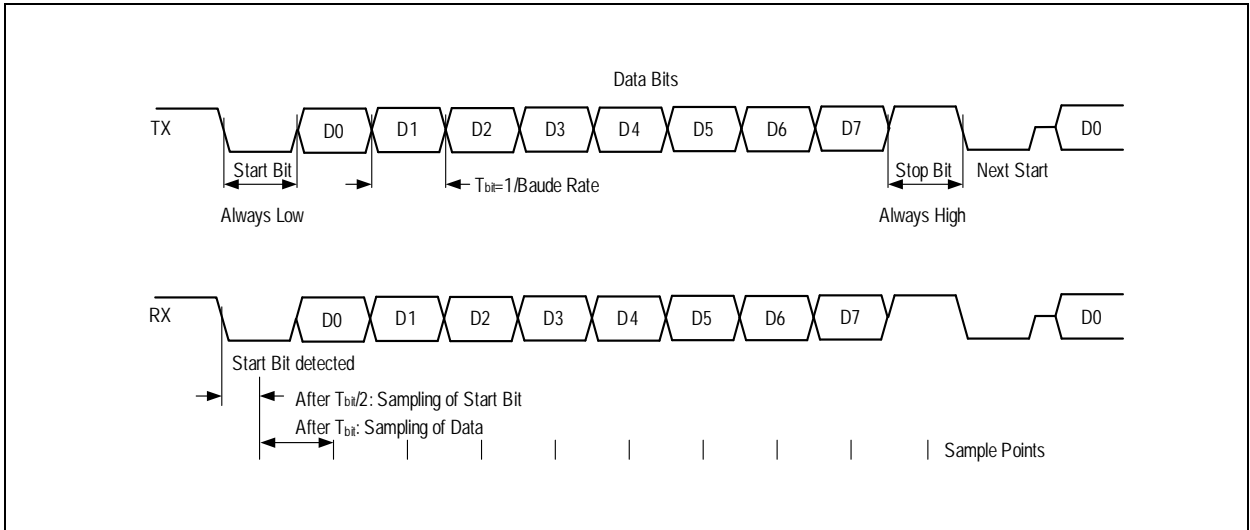 Data Bits
TX D0 D1 D2 D3 D4 D5 D6 D7 D0
Start Bit Stop Bit Next Start
Tbit=1/Baude Rate
Always Low Always High
RX D0 D1 D2 D3 D4 D5 D6 D7 D0
Start Bit detected
After Tbit/2: Sampling of Start Bit
After Tbit: Sampling of Data
Sample Points